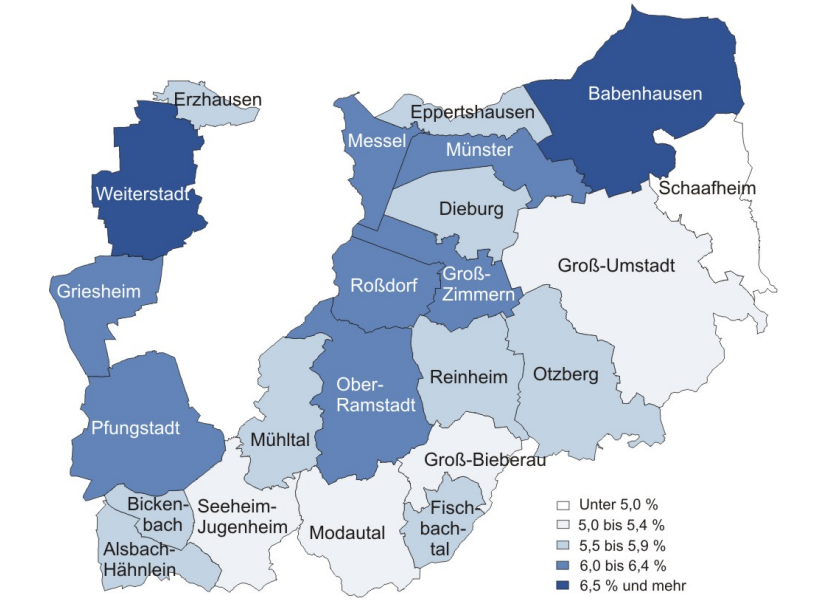 Erzhausen
Babenhausen
Eppertshausen
Messel
Münster
Weiterstadt
Schaafheim
Dieburg
Groß-Umstadt
Griesheim
Roßdorf
Groß-
Zimmern
Ober-
Ramstadt
Reinheim
Otzberg
Pfungstadt
Mühltal
Groß-Bieberau
Bicken-
bach
Seeheim-
Jugenheim
Modautal
Fisch-
bach-
tal
Alsbach-
Hähnlein
Unter 5,0 %
5,0 bis 5,4 %
5,5 bis 5,9 %
6,0 bis 6,4 %
6,5 % und mehr